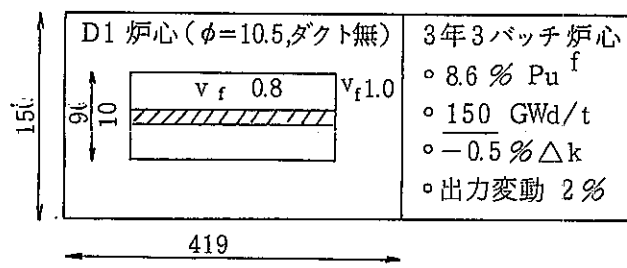 D1 炉心(φ=10.5,ダクト無)
vf 0.8
vf1.0
150
90
10
419
3年3バッチ炉心
○ 8.6 % Pu f
○ 150 GWd/t
○ −0.5 %△k
○ 出力変動 2%